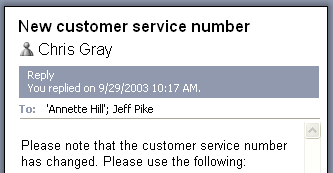 New customer service number
Chris Gray
Reply
You replied on 9/29/2003 10:17 AM.
To: 'Annette Hill'; Jeff Pike
Please note that the customer service number
has changed. Please use the following: